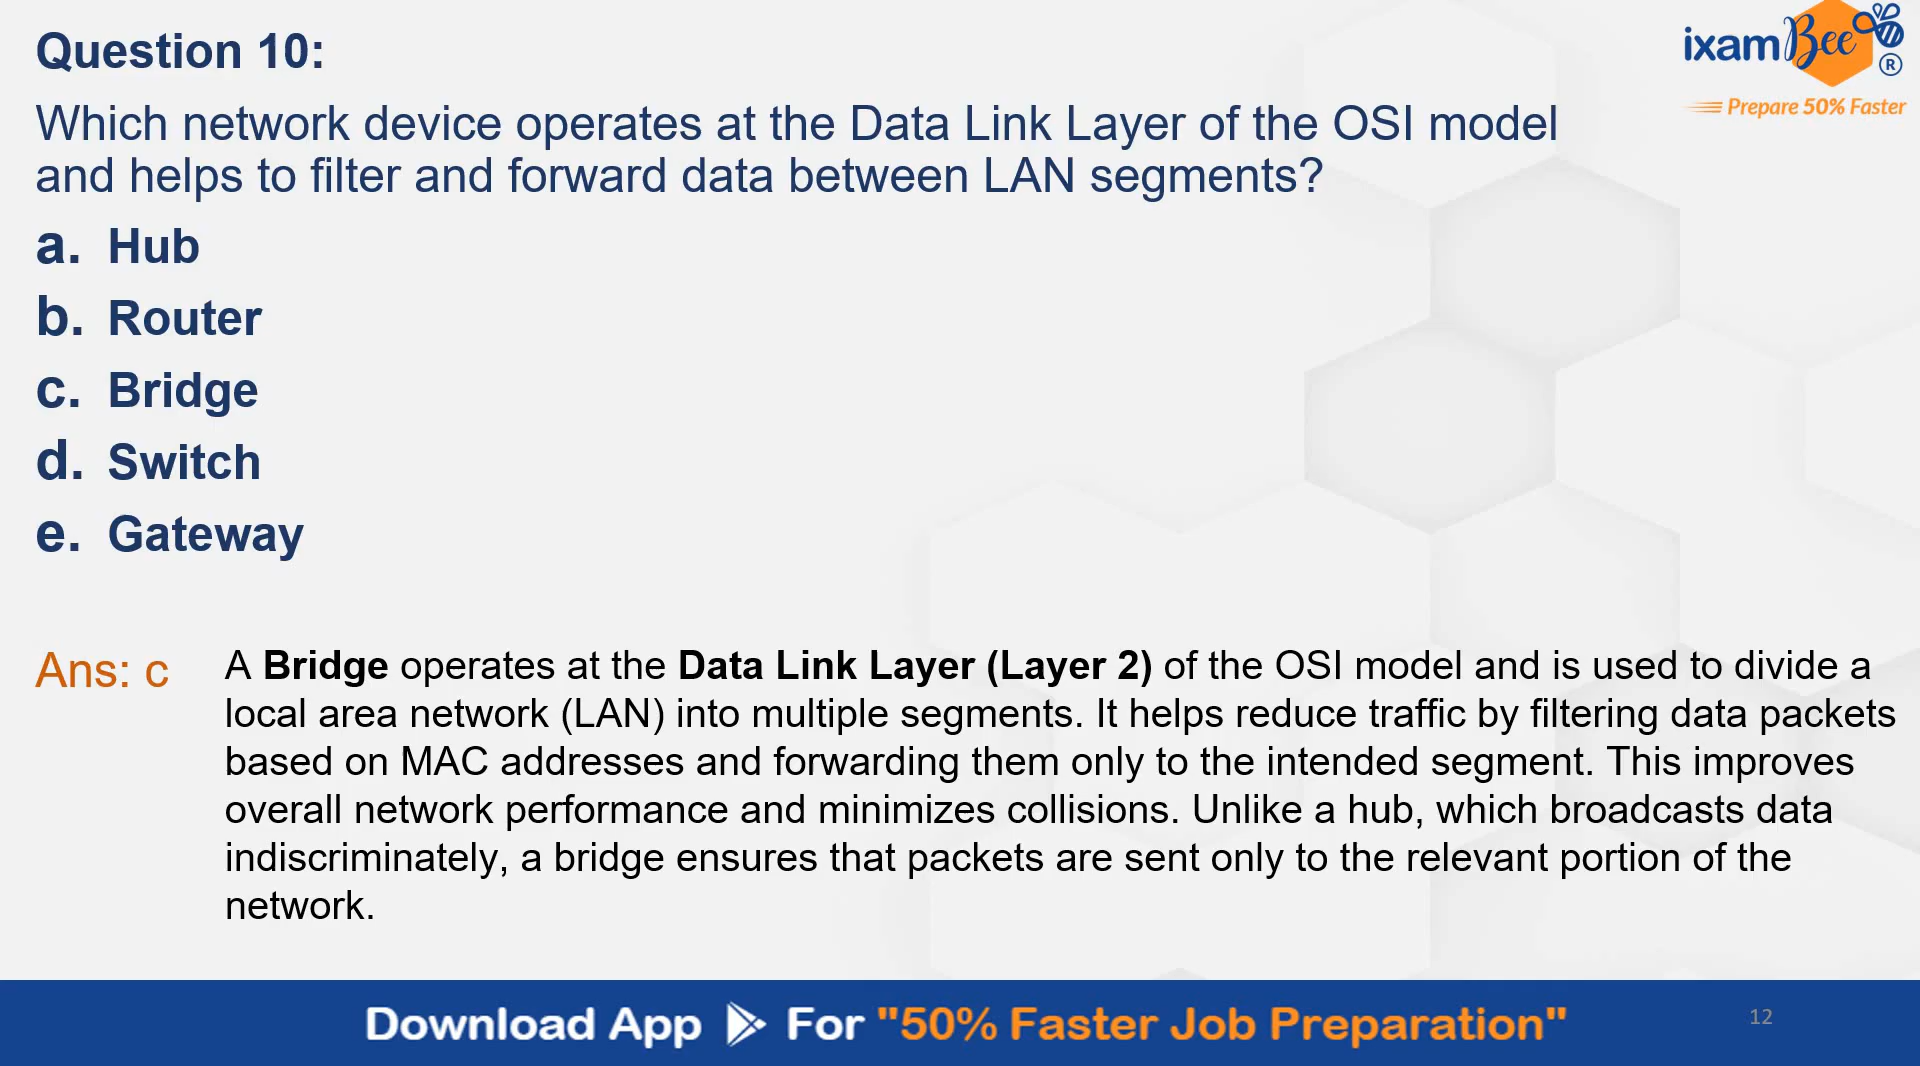 Question 10:
ixamBee®
Prepare 50% Faster
Which network device operates at the Data Link Layer of the OSI model
and helps to filter and forward data between LAN segments?
a. Hub
b. Router
c. Bridge
d. Switch
e. Gateway
Ans: c
A Bridge operates at the Data Link Layer (Layer 2) of the OSI model and is used to divide a
local area network (LAN) into multiple segments. It helps reduce traffic by filtering data packets
based on MAC addresses and forwarding them only to the intended segment. This improves
overall network performance and minimizes collisions. Unlike a hub, which broadcasts data
indiscriminately, a bridge ensures that packets are sent only to the relevant portion of the
network.
Download App For "50% Faster Job Preparation"
12